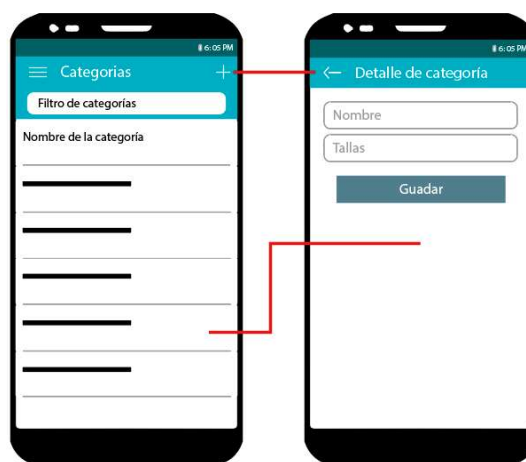 6:05 PM
Categorias
Filtro de categorías
Nombre de la categoría
6:05 PM
Detalle de categoría
Nombre
Tallas
Guadar